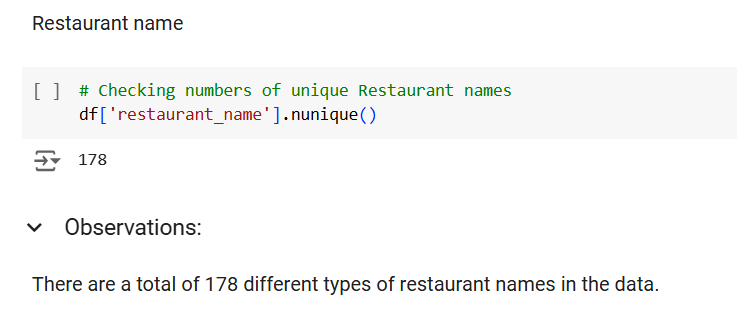 Restaurant name
[ ] # Checking numbers of unique Restaurant names
df['restaurant_name'].nunique()
178
Observations:
There are a total of 178 different types of restaurant names in the data.